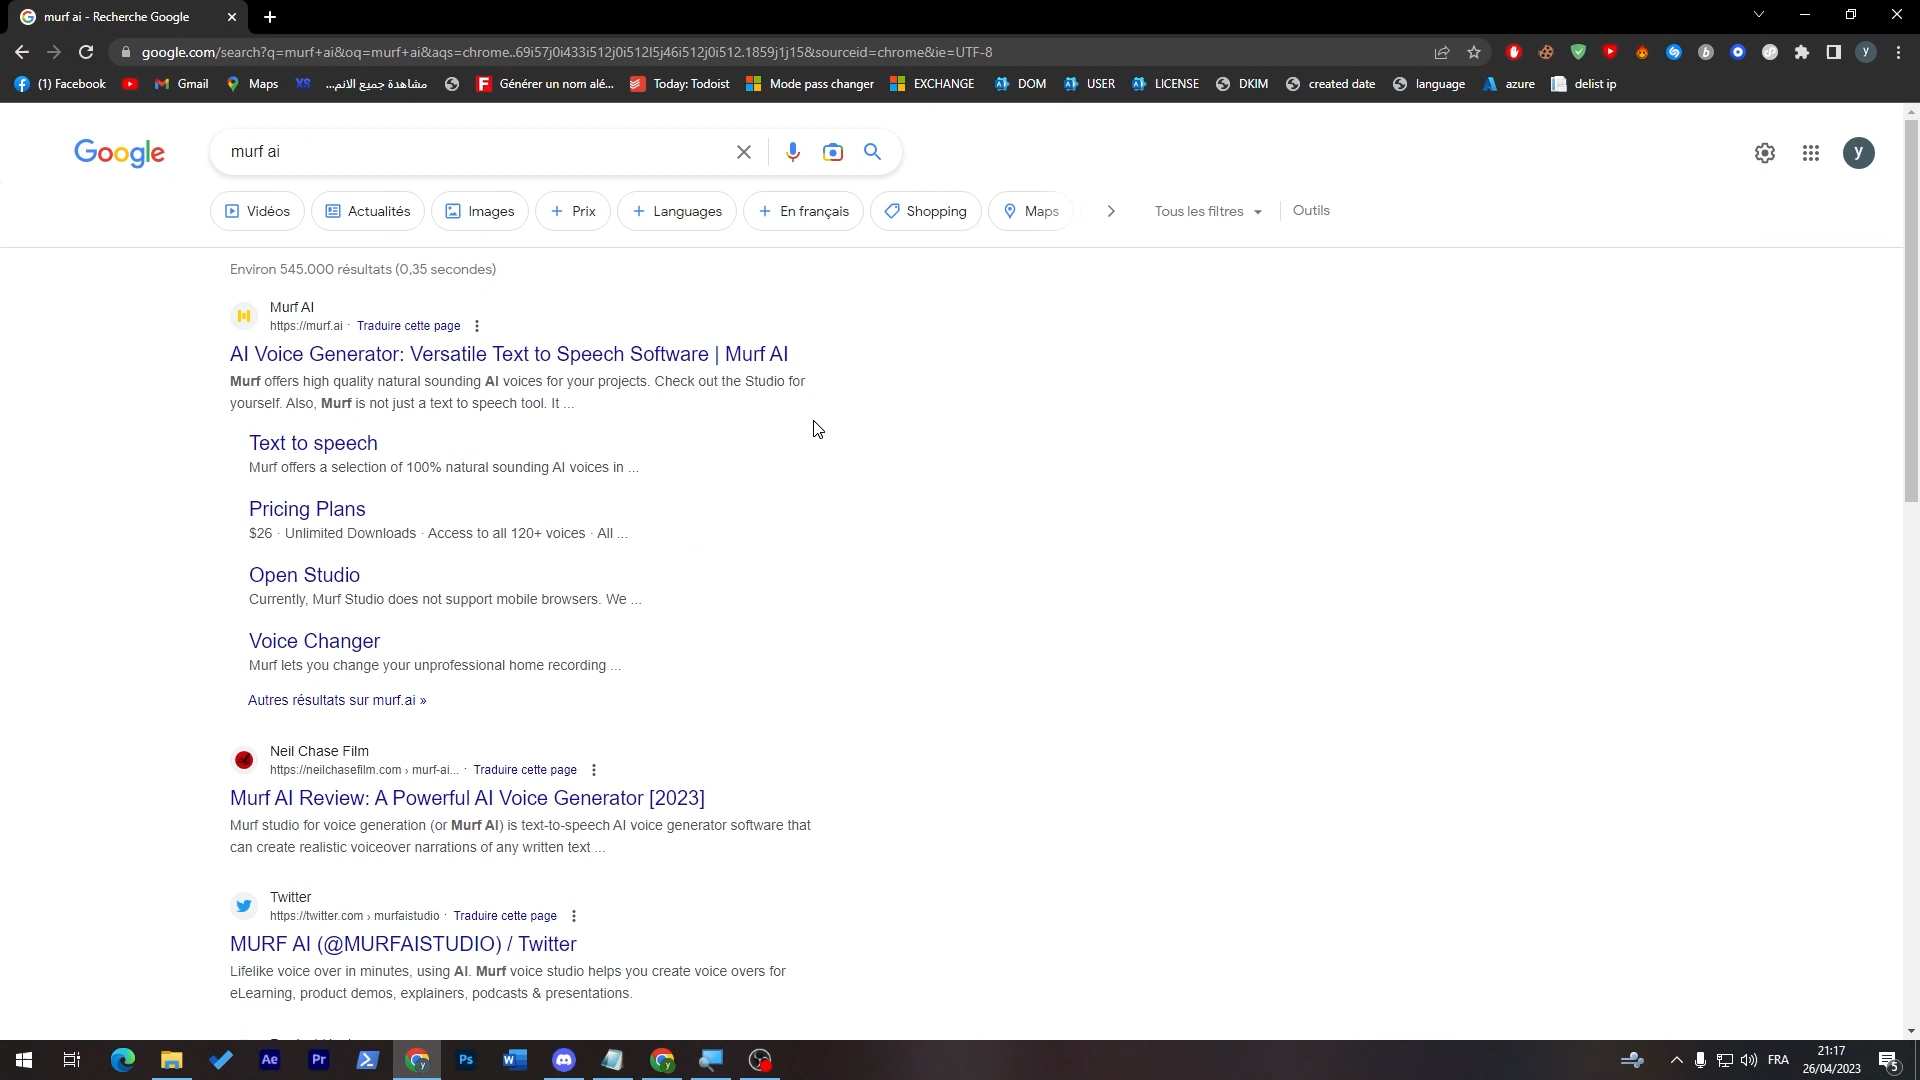 murf ai - Recherche Google
google.com/search?q=murf+ai&oq=murf+ai&aqs=chrome..69i57j0i433i512j0i512l5j46i512j0i512.1859j1j15&sourceid=chrome&ie=UTF-8
(1) Facebook Gmail Maps XS مشاهدة جميع الانم... Générer un nom alé... Today: Todoist Mode pass changer EXCHANGE DOM USER LICENSE DKIM created date language azure delist ip
Google murf ai y
Vidéos Actualités Images Prix Languages En français Shopping Maps Tous les filtres Outils
Environ 545.000 résultats (0,35 secondes)
Murf AI
https://murf.ai · Traduire cette page
AI Voice Generator: Versatile Text to Speech Software | Murf AI
Murf offers high quality natural sounding AI voices for your projects. Check out the Studio for
yourself. Also, Murf is not just a text to speech tool. It ...
Text to speech
Murf offers a selection of 100% natural sounding AI voices in ...
Pricing Plans
$26 · Unlimited Downloads · Access to all 120+ voices · All ...
Open Studio
Currently, Murf Studio does not support mobile browsers. We ...
Voice Changer
Murf lets you change your unprofessional home recording ...
Autres résultats sur murf.ai »
Neil Chase Film
https://neilchasefilm.com › murf-ai... · Traduire cette page
Murf AI Review: A Powerful AI Voice Generator [2023]
Murf studio for voice generation (or Murf AI) is text-to-speech AI voice generator software that
can create realistic voiceover narrations of any written text ...
Twitter
https://twitter.com › murfaistudio · Traduire cette page
MURF AI (@MURFAISTUDIO) / Twitter
Lifelike voice over in minutes, using AI. Murf voice studio helps you create voice overs for
eLearning, product demos, explainers, podcasts & presentations.
Ae Pr Ps FRA 21:17
26/04/2023 5